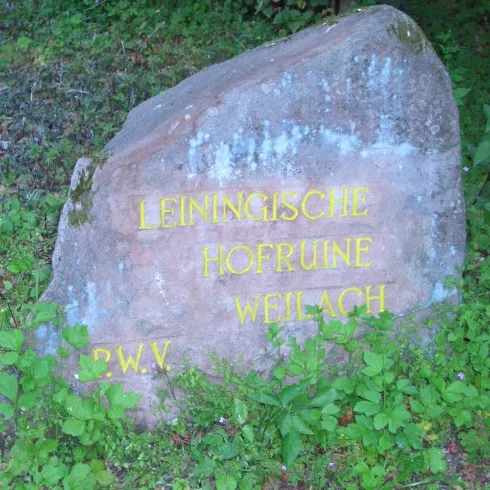 LEININGISCHE
HOFRUINE
WEILACH
P.W.V.